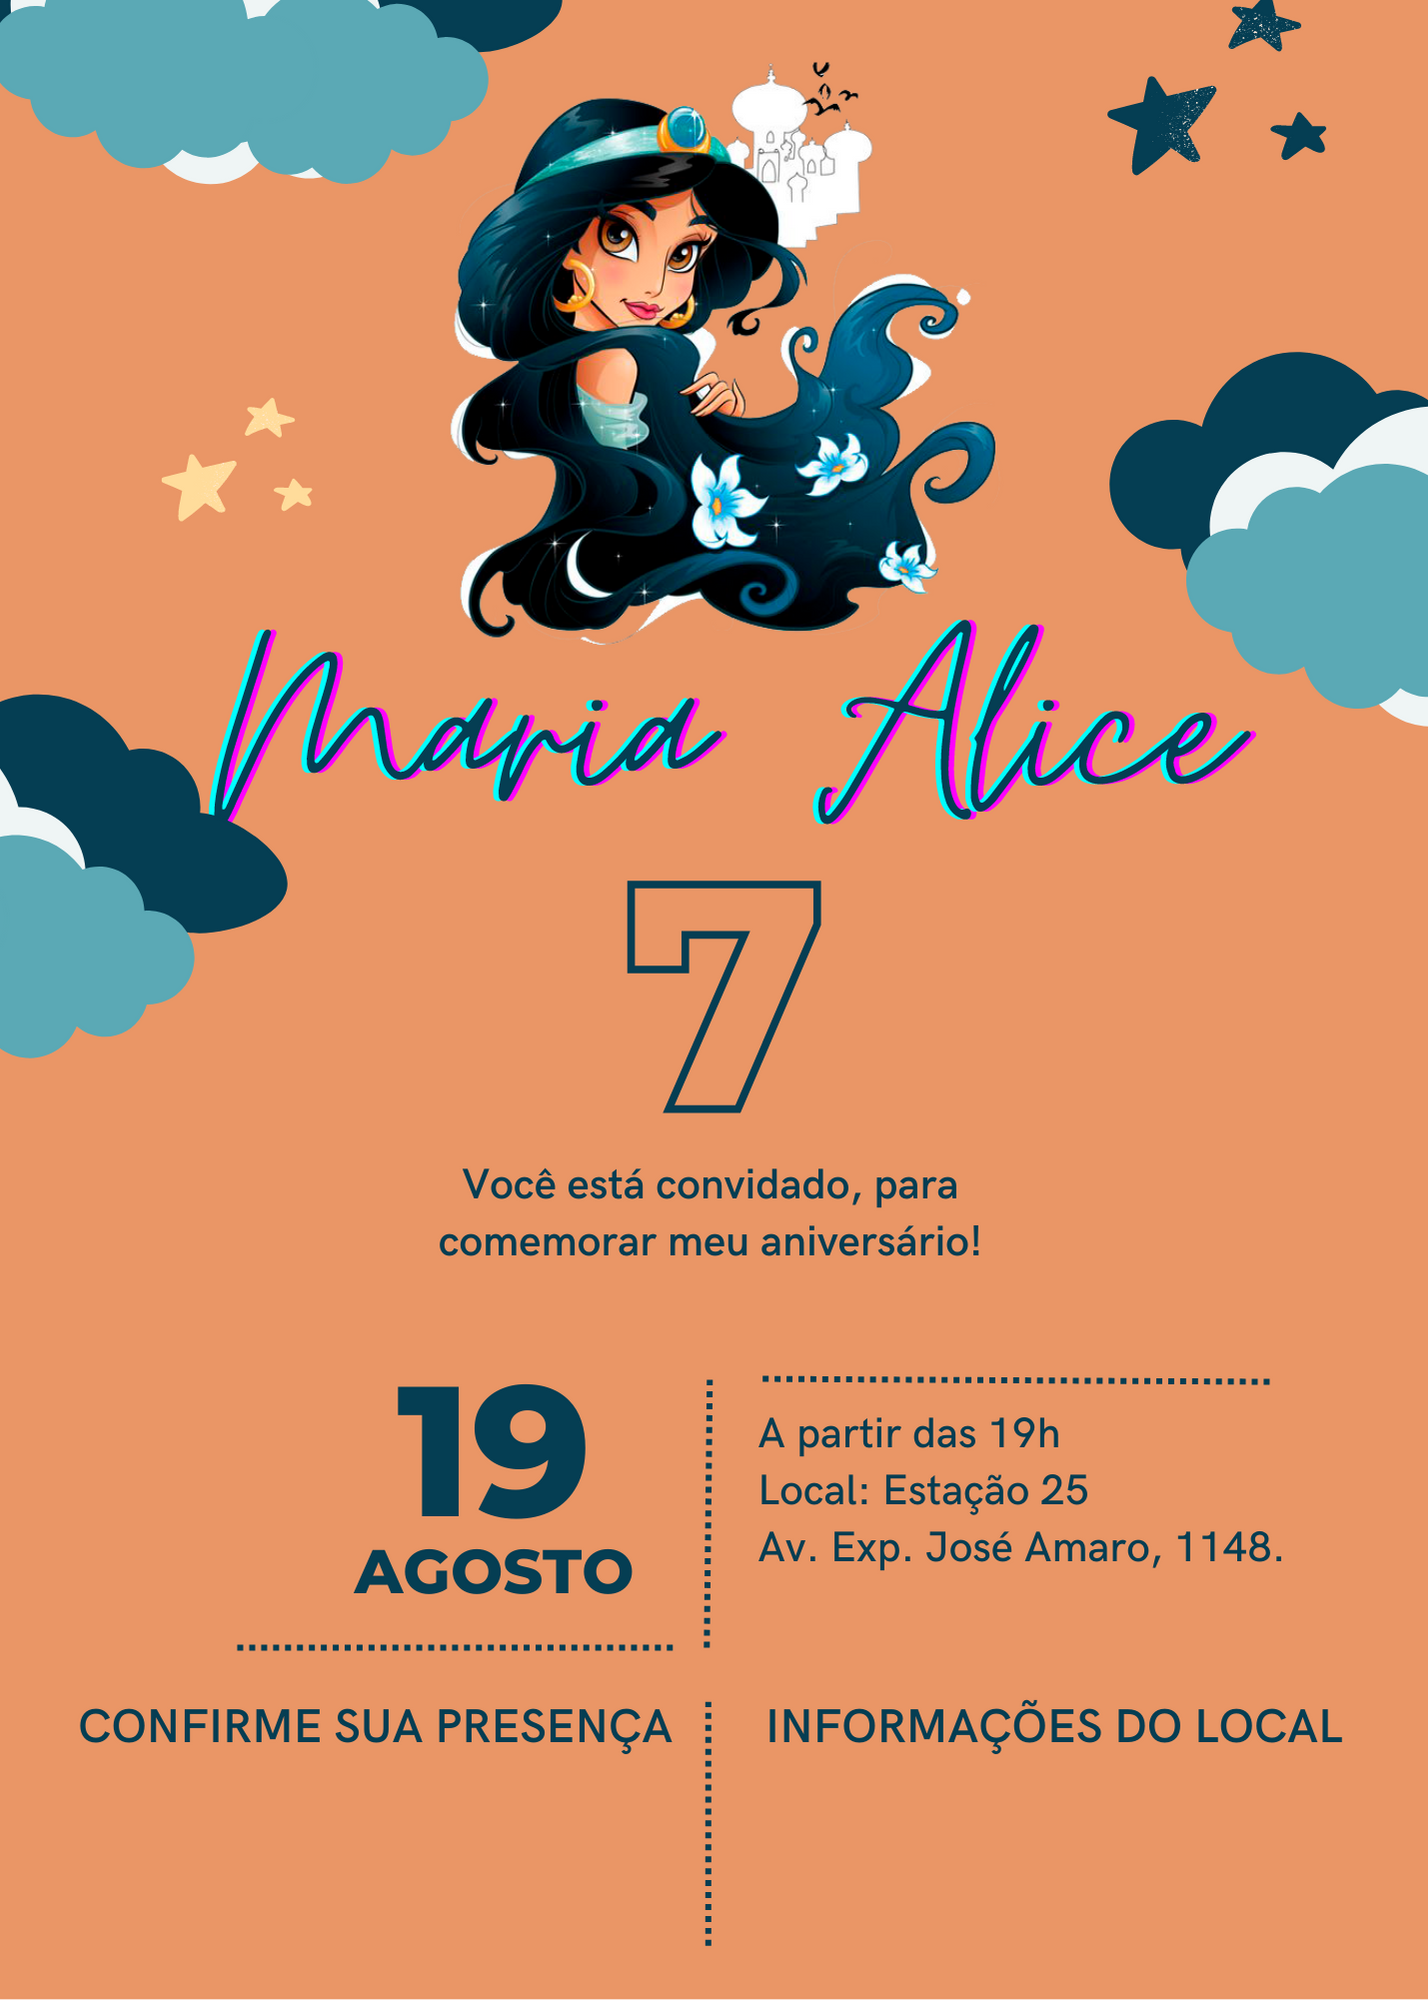 Maria Alice
7
Você está convidado, para
comemorar meu aniversário!
19
AGOSTO
A partir das 19h
Local: Estação 25
Av. Exp. José Amaro, 1148.
CONFIRME SUA PRESENÇA
INFORMAÇÕES DO LOCAL